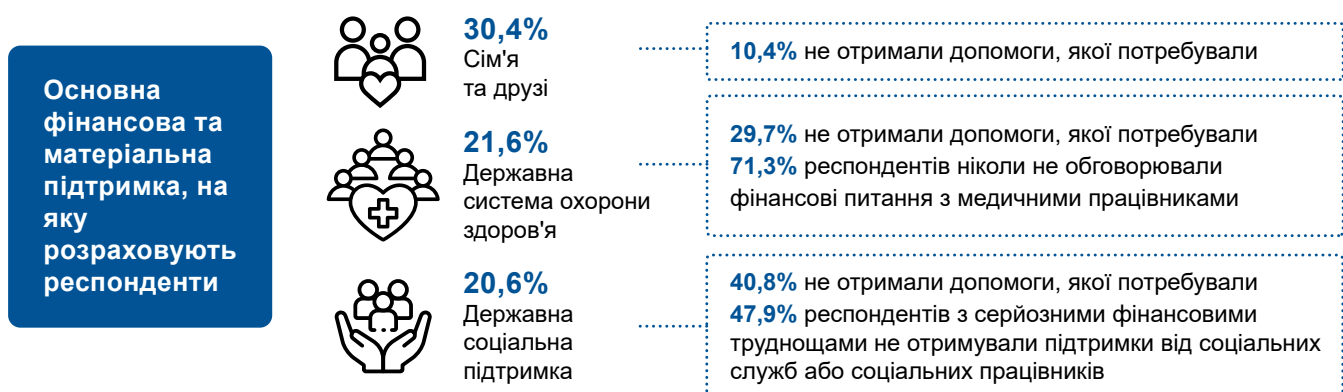 Основна
фінансова та
матеріальна
підтримка, на
яку
розраховують
респонденти
30,4%
Сім'я
та друзі
10,4% не отримали допомоги, якої потребували
21,6%
Державна
система охорони
здоров'я
29,7% не отримали допомоги, якої потребували
71,3% респондентів ніколи не обговорювали
фінансові питання з медичними працівниками
20,6%
Державна
соціальна
підтримка
40,8% не отримали допомоги, якої потребували
47,9% респондентів з серйозними фінансовими
труднощами не отримували підтримки від соціальних
служб або соціальних працівників